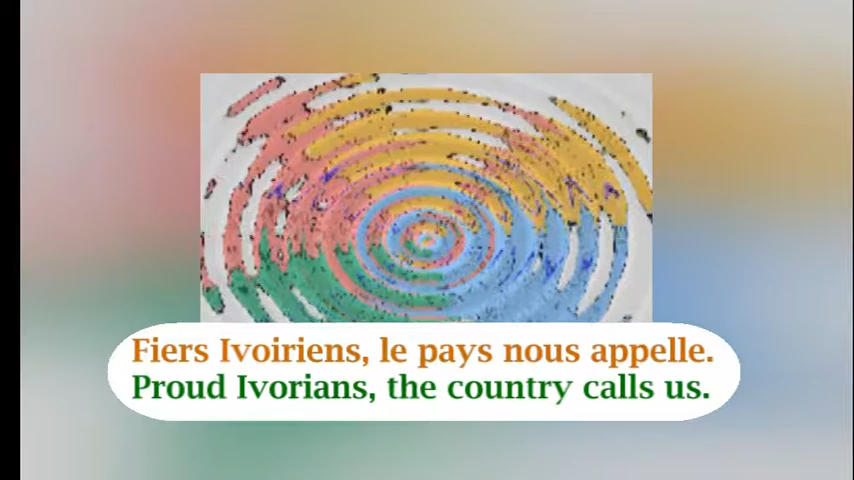 Fiers Ivoiriens, le pays nous appelle.
Proud Ivorians, the country calls us.